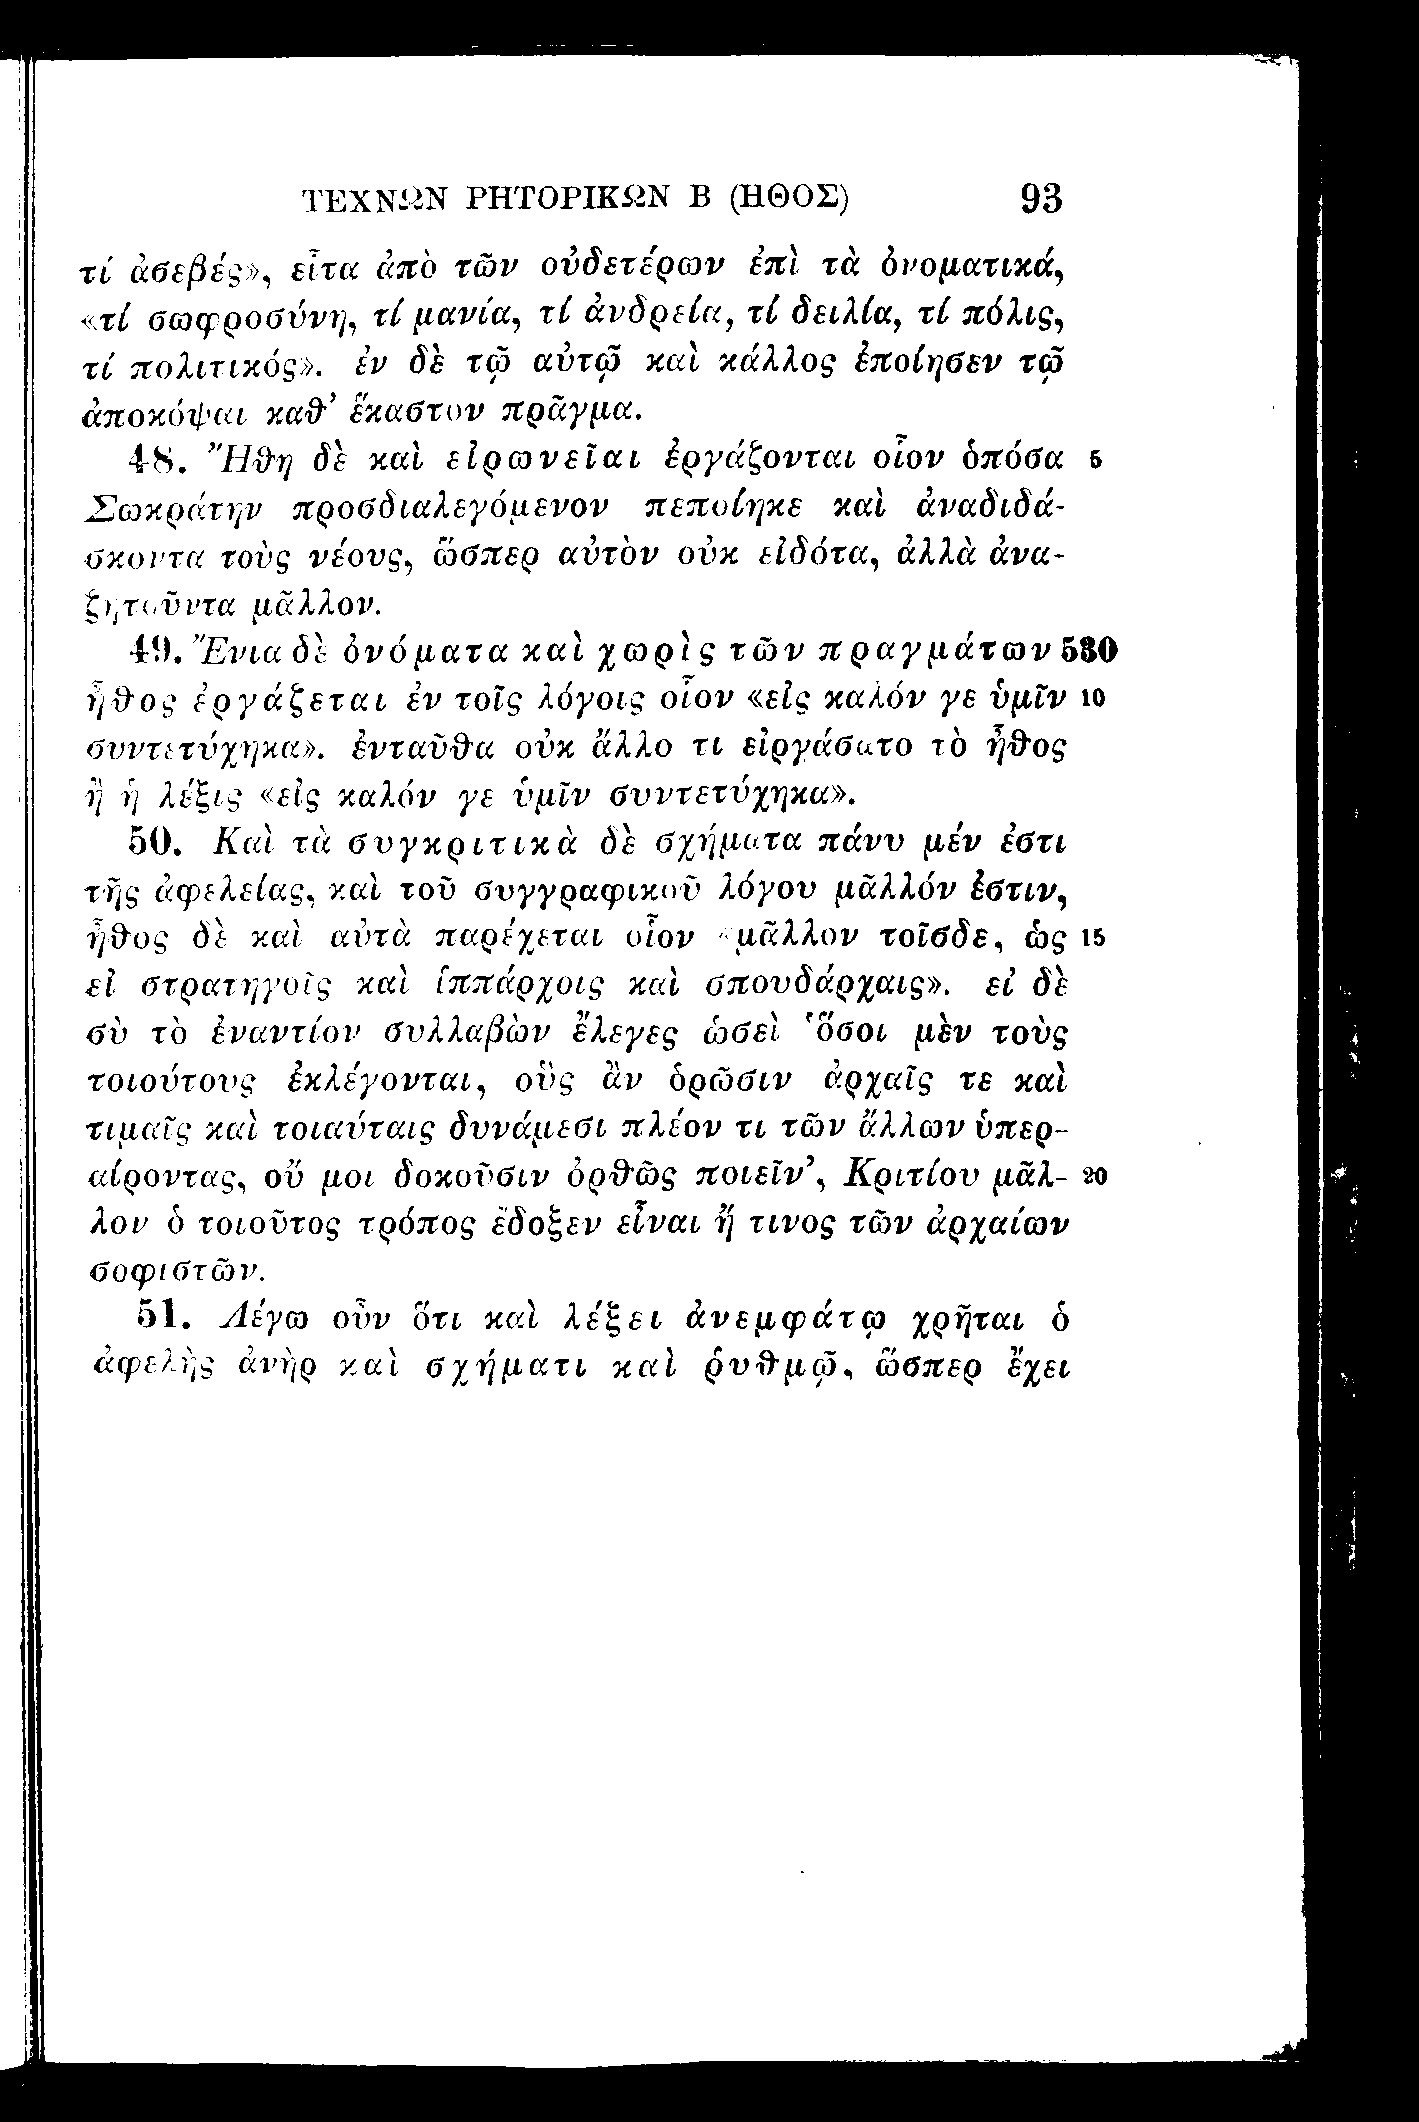 ΤΕΧΝΩΝ ΡΗΤΟΡΙΚΩΝ Β (ΗΘΟΣ) 93
τί ἀσεβές», εἶτα ἀπὸ τῶν οὐδετέρων ἐπὶ τὰ ὀνοματικά,
«τί σωφροσύνη, τί μανία, τί ἀνδρεία, τί δειλία, τί πόλις,
τί πολιτικός». ἐν δὲ τῷ αὐτῷ καὶ κάλλος ἐποίησεν τῷ
ἀποκόψαι καθ’ ἕκαστον πρᾶγμα.
48. Ἤθη δὲ καὶ εἰρωνεῖαι ἐργάζονται οἷον ὁπόσα 5
Σωκράτην προσδιαλεγόμενον πεποίηκε καὶ ἀναδιδά-
σκοντα τοὺς νέους, ὥσπερ αὐτὸν οὐκ εἰδότα, ἀλλὰ ἀνα-
ζητοῦντα μᾶλλον.
49. Ἔνια δὲ ὀνόματα καὶ χωρὶς τῶν πραγμάτων 530
ἦθος ἐργάζεται ἐν τοῖς λόγοις οἷον «εἰς καλόν γε ὑμῖν 10
συντετύχηκα». ἐνταῦθα οὐκ ἄλλο τι εἰργάσατο τὸ ἦθος
ἢ ἡ λέξις «εἰς καλόν γε ὑμῖν συντετύχηκα».
50. Καὶ τὰ συγκριτικὰ δὲ σχήματα πάνυ μέν ἐστι
τῆς ἀφελείας, καὶ τοῦ συγγραφικοῦ λόγου μᾶλλόν ἐστιν,
ἦθος δὲ καὶ αὐτὰ παρέχεται οἷον «μᾶλλον τοῖσδε, ὡς 15
εἰ στρατηγοῖς καὶ ἱππάρχοις καὶ σπουδάρχαις». εἰ δὲ
σὺ τὸ ἐναντίον συλλαβὼν ἔλεγες ὡσεὶ ‘ὅσοι μὲν τοὺς
τοιούτους ἐκλέγονται, οὓς ἂν ὁρῶσιν ἀρχαῖς τε καὶ
τιμαῖς καὶ τοιαύταις δυνάμεσι πλέον τι τῶν ἄλλων ὑπερ-
αίροντας, οὔ μοι δοκοῦσιν ὀρθῶς ποιεῖν’, Κριτίου μᾶλ- 20
λον ὁ τοιοῦτος τρόπος ἔδοξεν εἶναι ἤ τινος τῶν ἀρχαίων
σοφιστῶν.
51. Λέγω οὖν ὅτι καὶ λέξει ἀνεμφάτῳ χρῆται ὁ
ἀφελὴς ἀνὴρ καὶ σχήματι καὶ ῥυθμῷ, ὥσπερ ἔχει